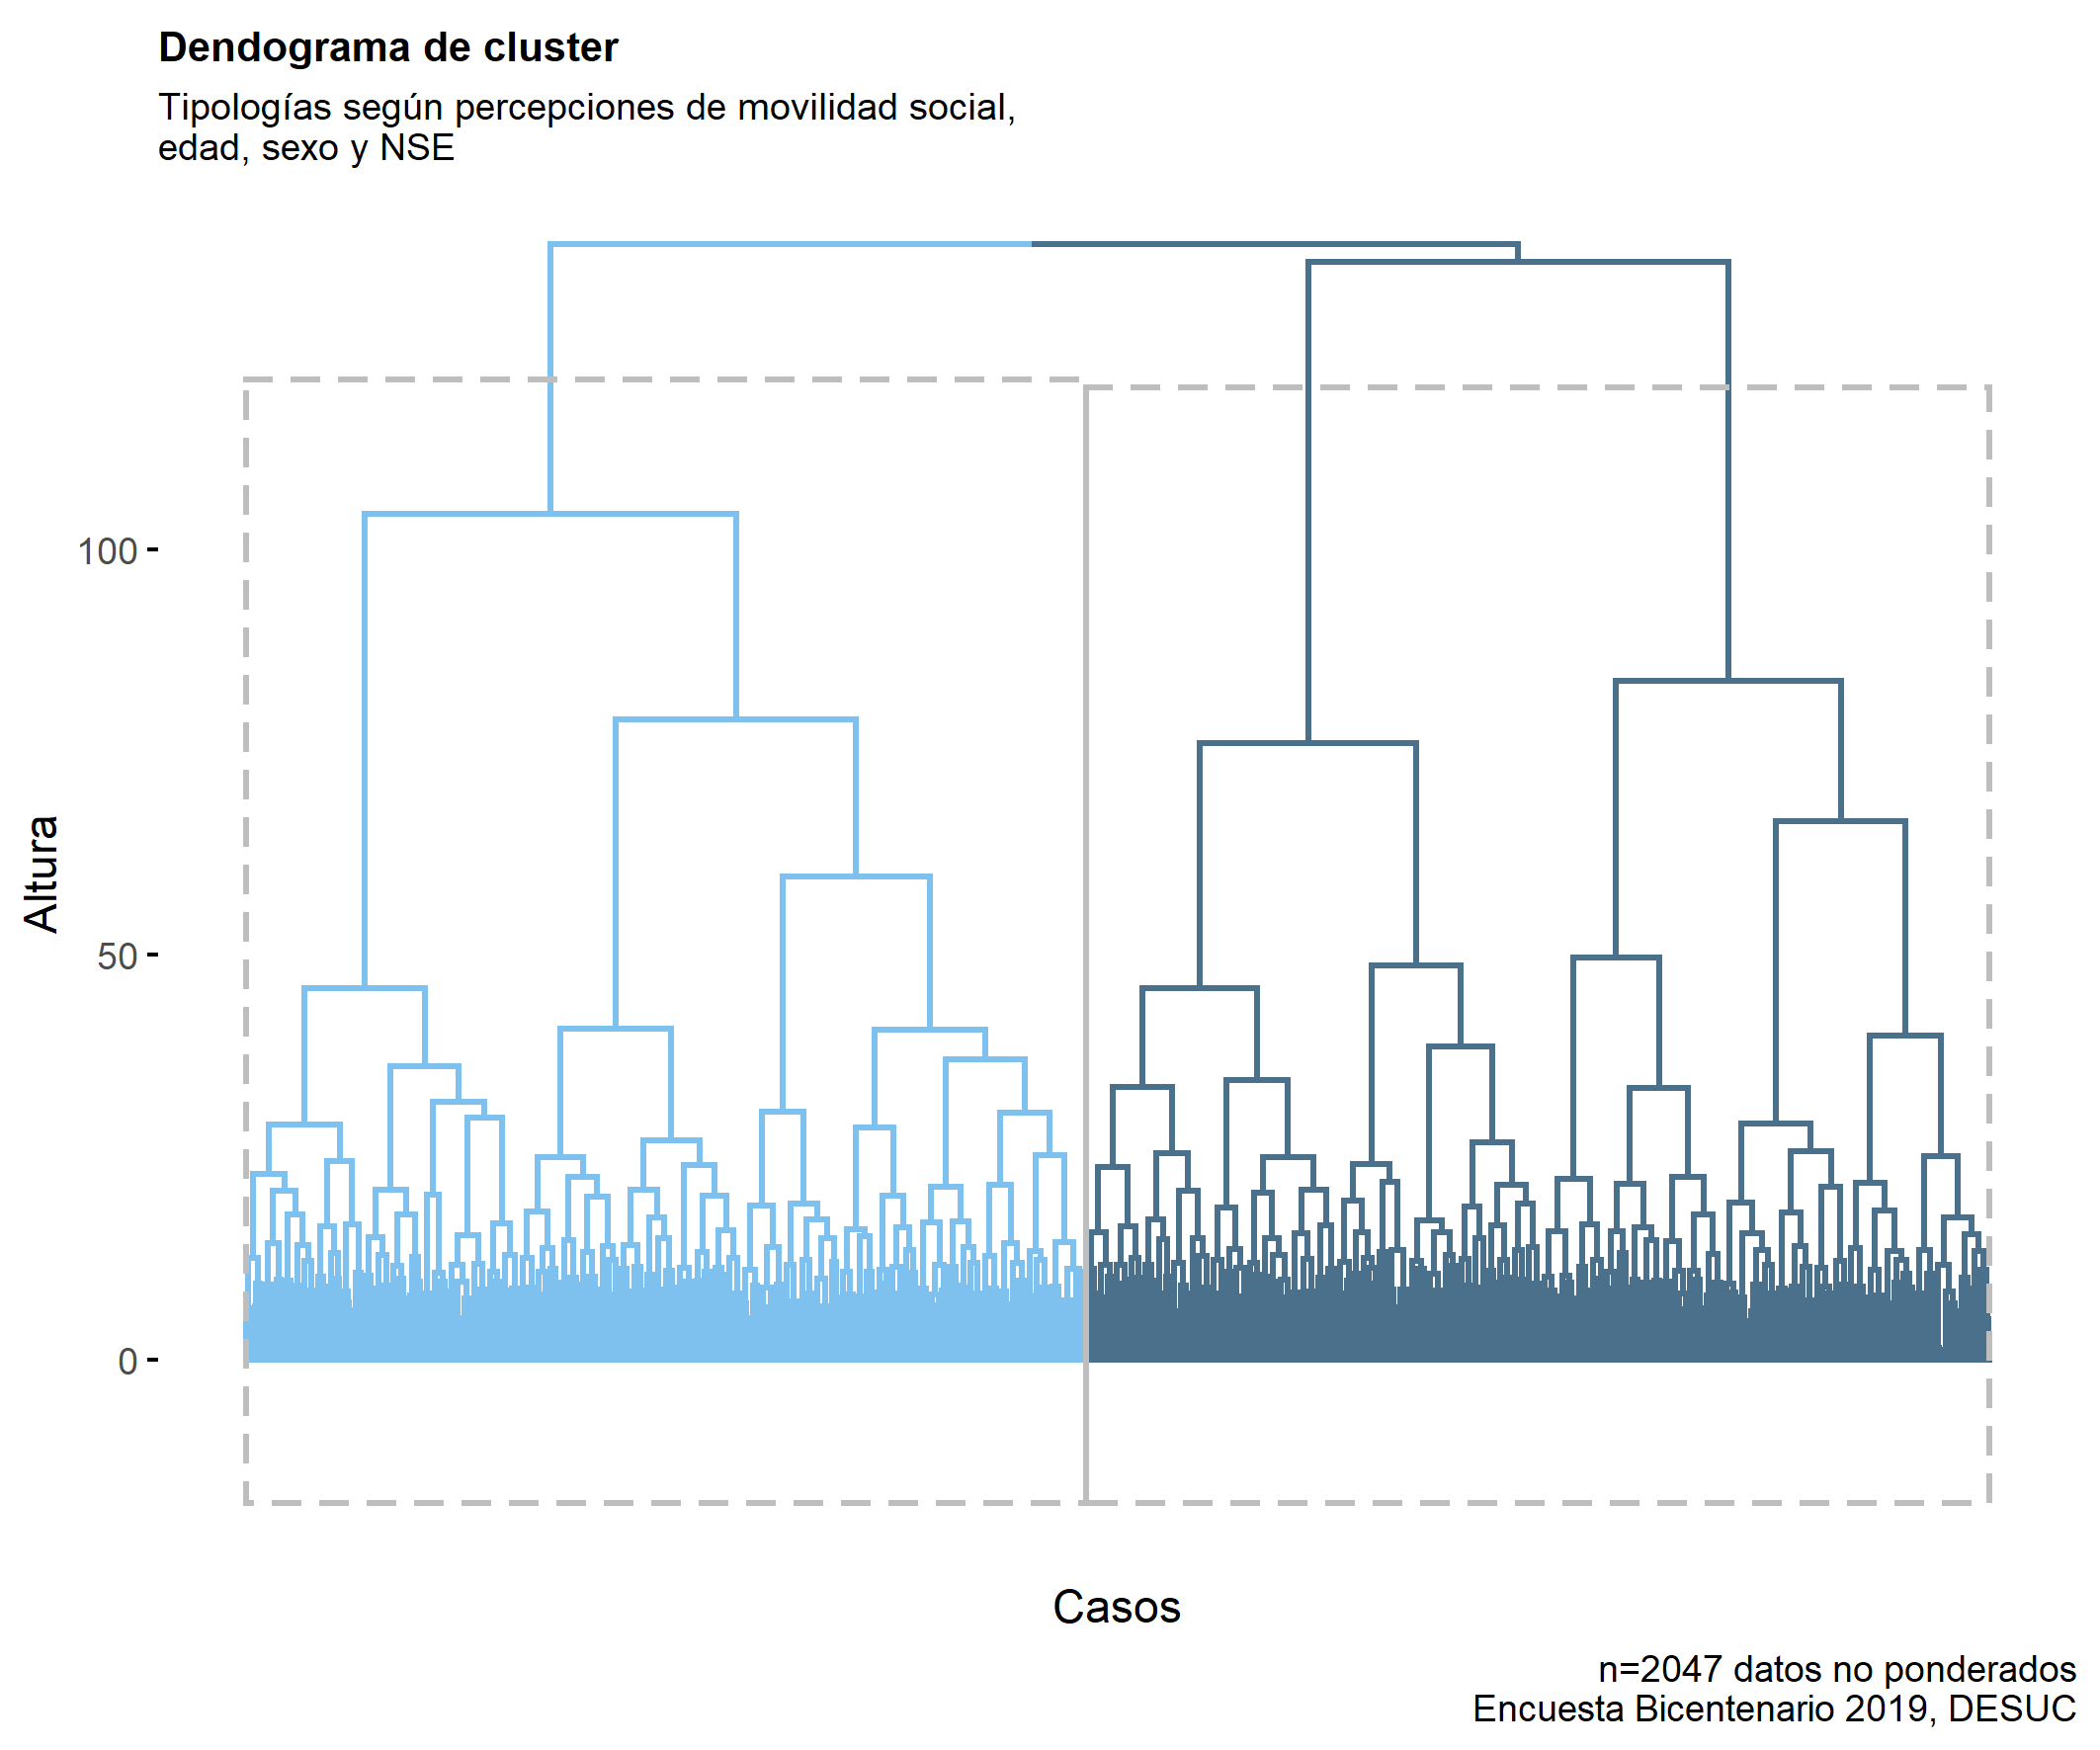 Dendograma de cluster
Tipologías según percepciones de movilidad social,
edad, sexo y NSE
100
50
0
Altura
Casos
n=2047 datos no ponderados
Encuesta Bicentenario 2019, DESUC